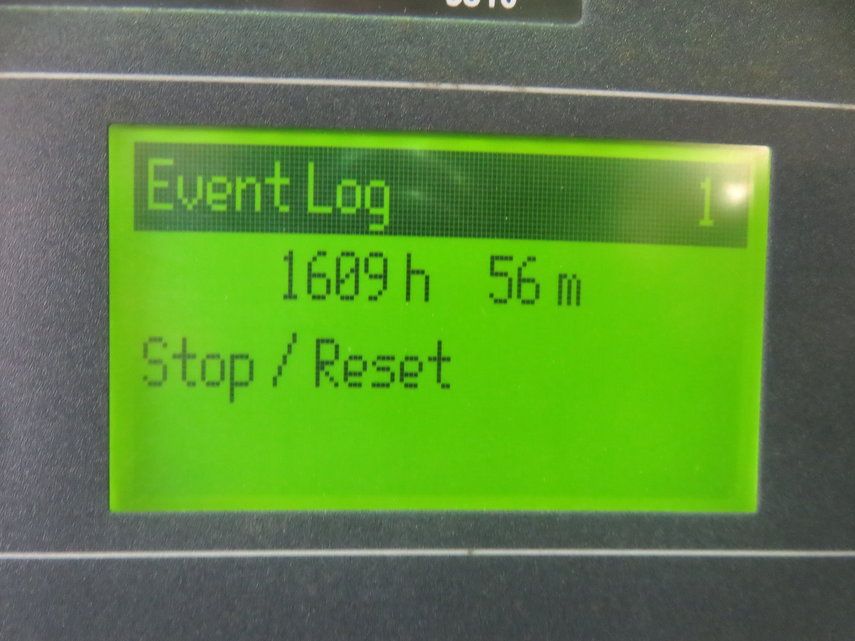 Event Log 1
1609 h 56 m
Stop / Reset